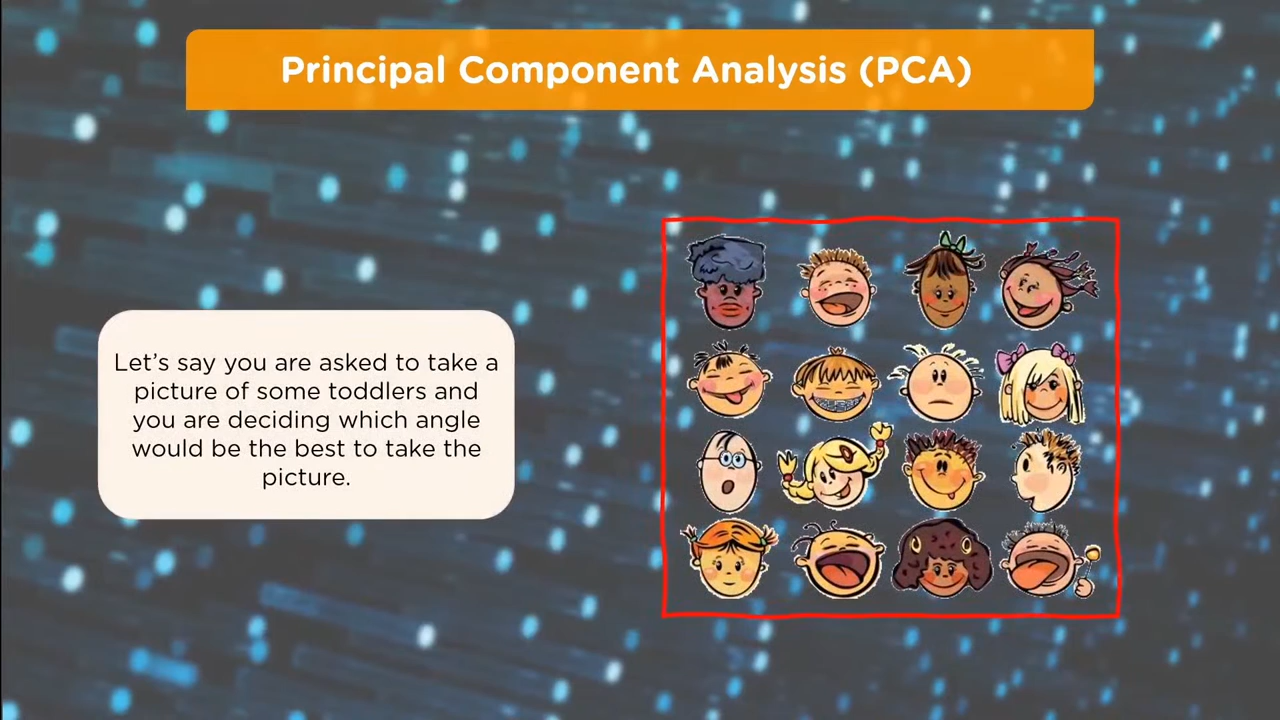 Principal Component Analysis (PCA)
Let’s say you are asked to take a
picture of some toddlers and
you are deciding which angle
would be the best to take the
picture.